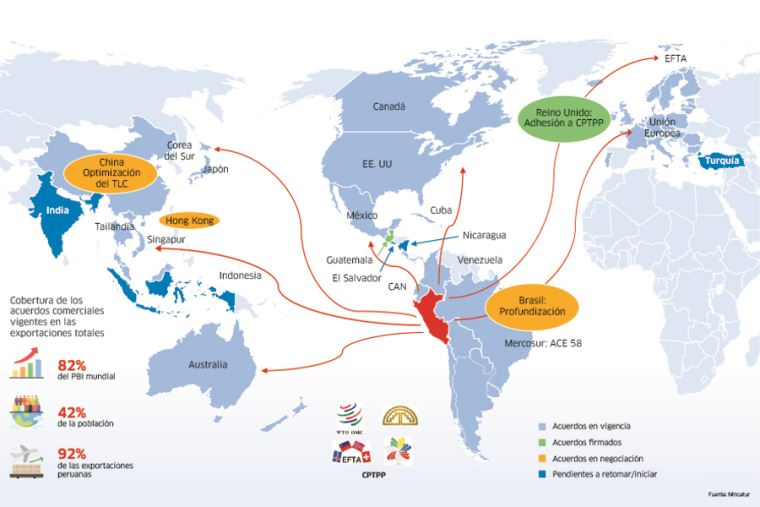 EFTA
Reino Unido:
Adhesión a CPTPP
Canadá
Unión
Europea
Corea
del Sur
China
Optimización
del TLC
Japón
EE. UU
Turquía
India
México
Cuba
Hong Kong
Tailandia
Singapur
Nicaragua
Guatemala
Venezuela
El Salvador
Indonesia
CAN
Brasil:
Profundización
Cobertura de los
acuerdos comerciales
vigentes en las
exportaciones totales
Mercosur: ACE 58
Australia
82%
del PBI mundial
42%
de la población
92%
de las exportaciones
peruanas
WTO OMC
EFTA
CPTPP
Acuerdos en vigencia
Acuerdos firmados
Acuerdos en negociación
Pendientes a retomar/iniciar
Fuente: Mincetur